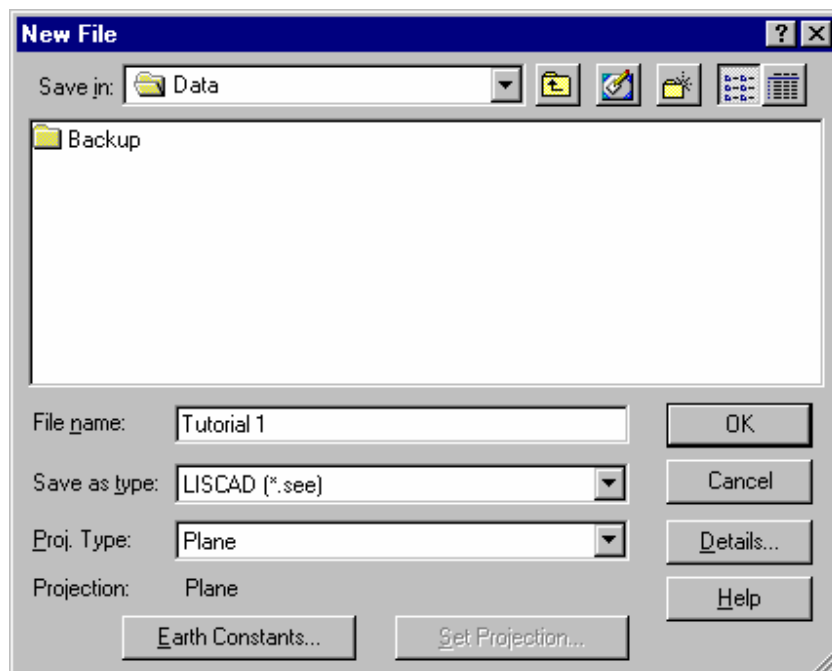 New File
Save in: Data
Backup
File name: Tutorial 1 OK
Save as type: LISCAD (*.see) Cancel
Proj. Type: Plane Details...
Projection: Plane Help
Earth Constants... Set Projection...